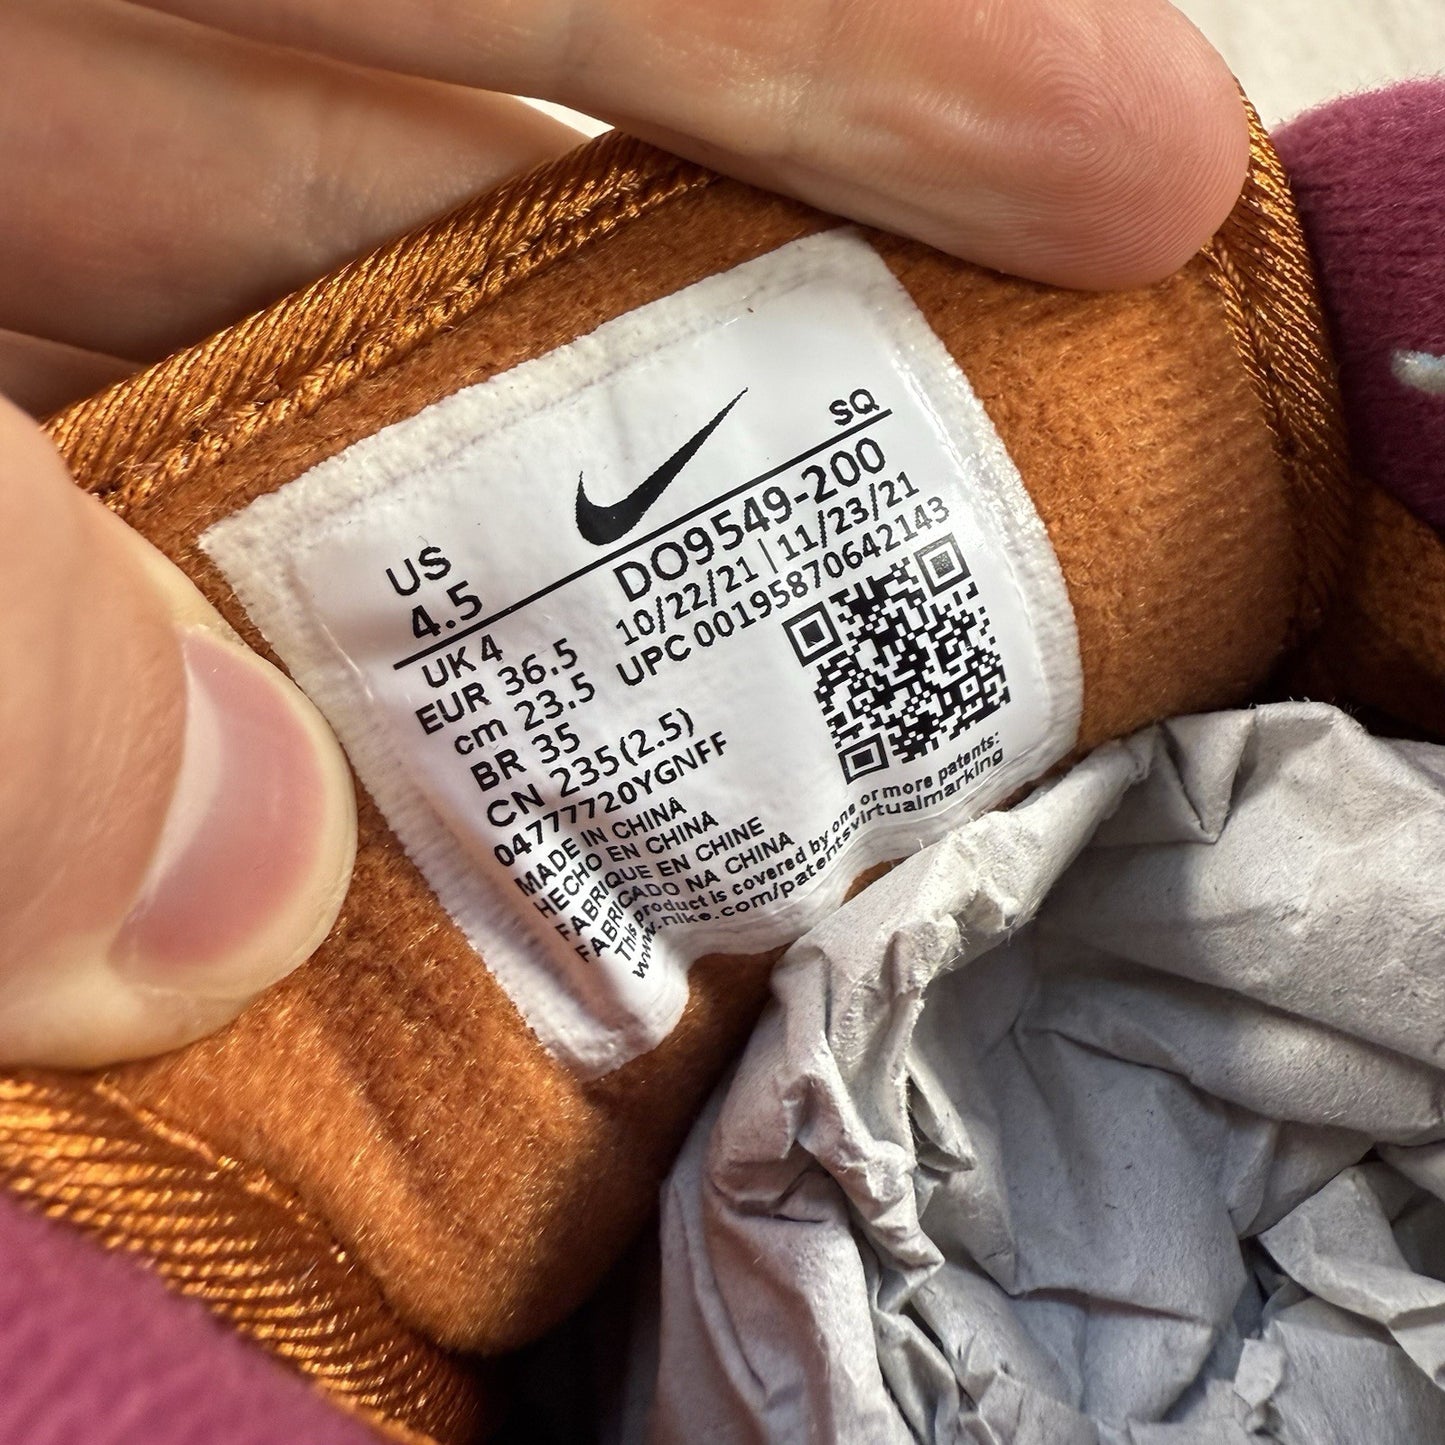 SQ
US
4.5
DO9549-200
10/22/21 | 11/23/21
UPC 00195870642143
UK 4
EUR 36.5
cm 23.5
BR 35
CN 235(2.5)
04777720YGNFF
MADE IN CHINA
HECHO EN CHINA
FABRIQUE EN CHINE
FABRICADO NA CHINA
This product is covered by one or more patents:
www.nike.com/patentsvirtualmarking